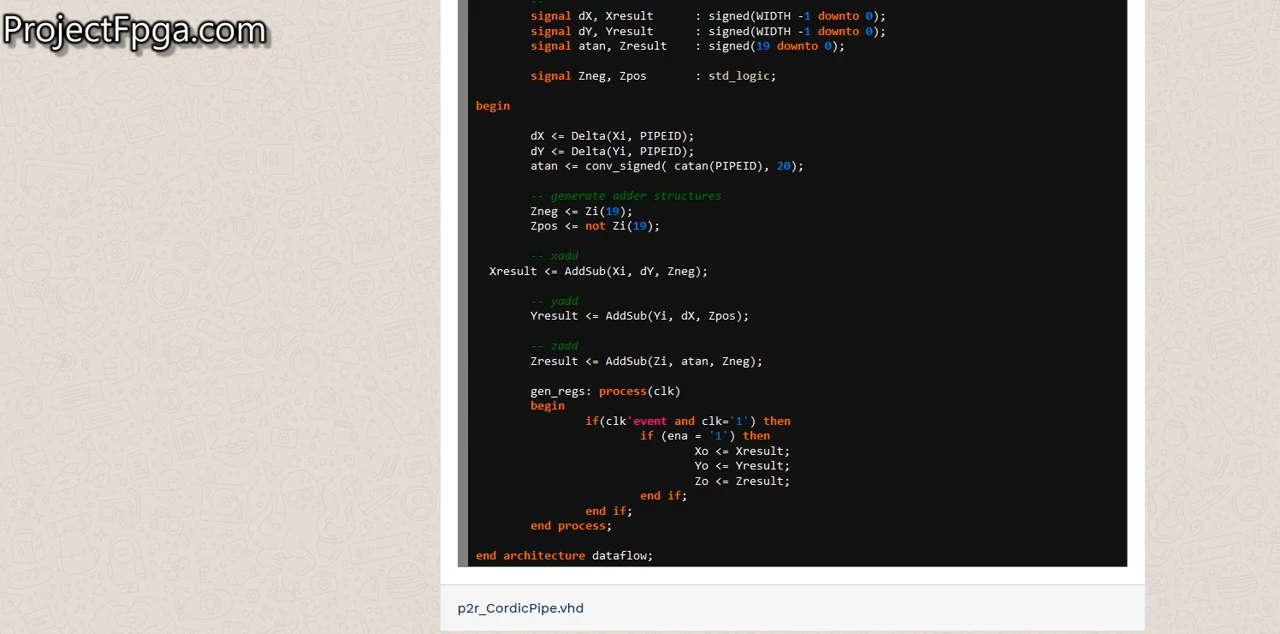 ProjectFpga.com
--
signal dX, Xresult : signed(WIDTH -1 downto 0);
signal dY, Yresult : signed(WIDTH -1 downto 0);
signal atan, Zresult : signed(19 downto 0);
signal Zneg, Zpos : std_logic;
begin
dX <= Delta(Xi, PIPEID);
dY <= Delta(Yi, PIPEID);
atan <= conv_signed( catan(PIPEID), 20);
-- generate adder structures
Zneg <= Zi(19);
Zpos <= not Zi(19);
-- xadd
Xresult <= AddSub(Xi, dY, Zneg);
-- yadd
Yresult <= AddSub(Yi, dX, Zpos);
-- zadd
Zresult <= AddSub(Zi, atan, Zneg);
gen_regs: process(clk)
begin
if(clk'event and clk='1') then
if (ena = '1') then
Xo <= Xresult;
Yo <= Yresult;
Zo <= Zresult;
end if;
end if;
end process;
end architecture dataflow;
p2r_CordicPipe.vhd